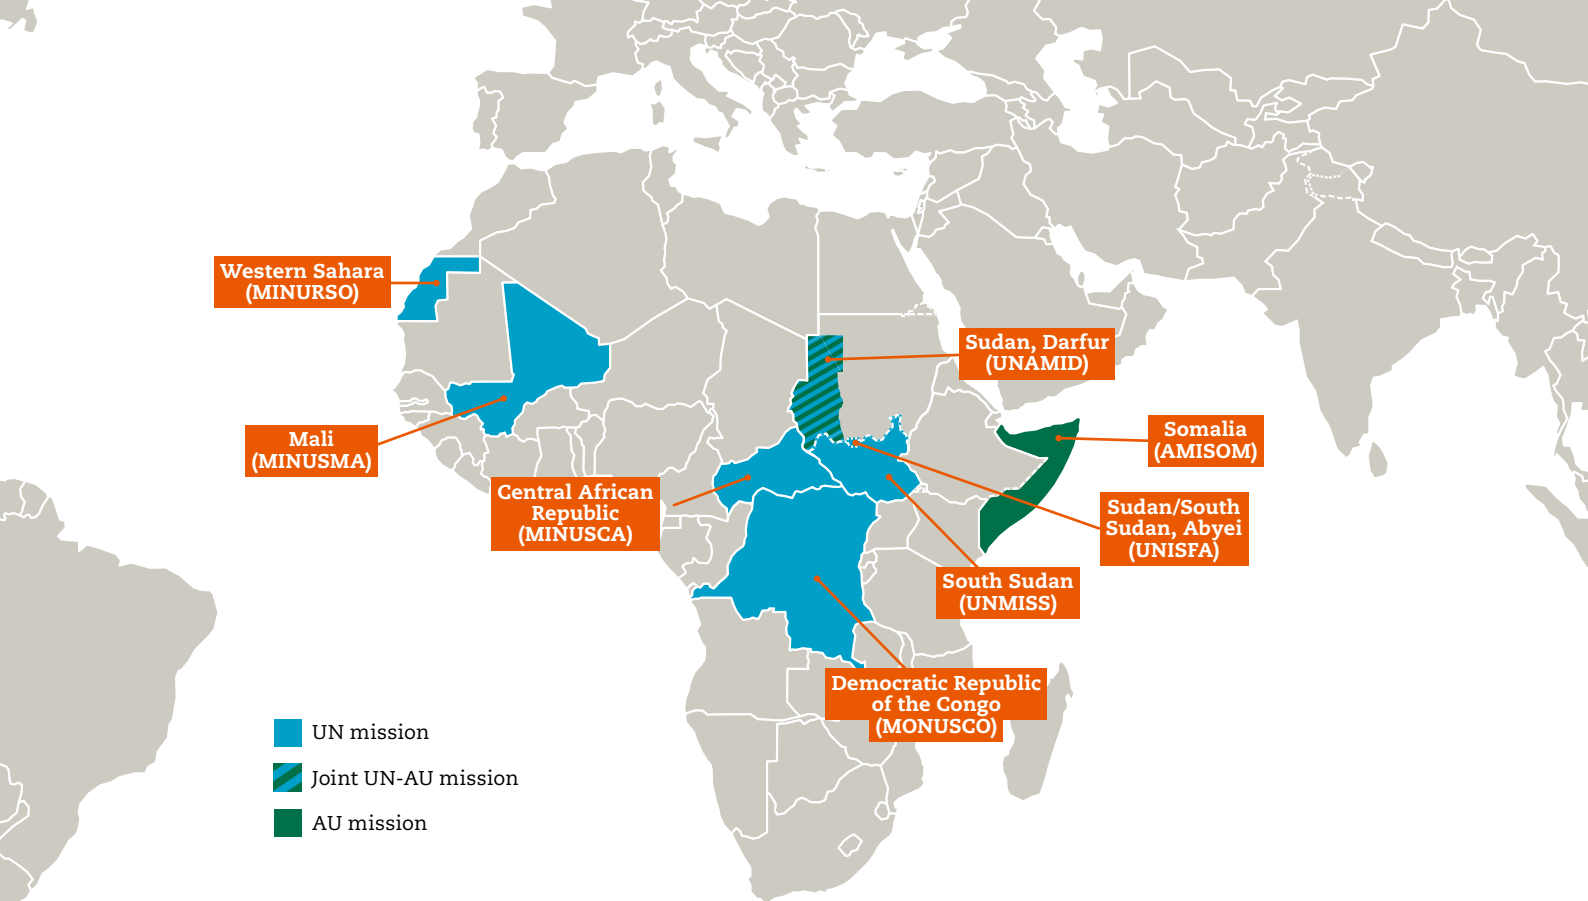 Western Sahara
(MINURSO)
Sudan, Darfur
(UNAMID)
Mali
(MINUSMA)
Somalia
(AMISOM)
Central African
Republic
(MINUSCA)
Sudan/South
Sudan, Abyei
(UNISFA)
South Sudan
(UNMISS)
Democratic Republic
of the Congo
(MONUSCO)
UN mission
Joint UN-AU mission
AU mission